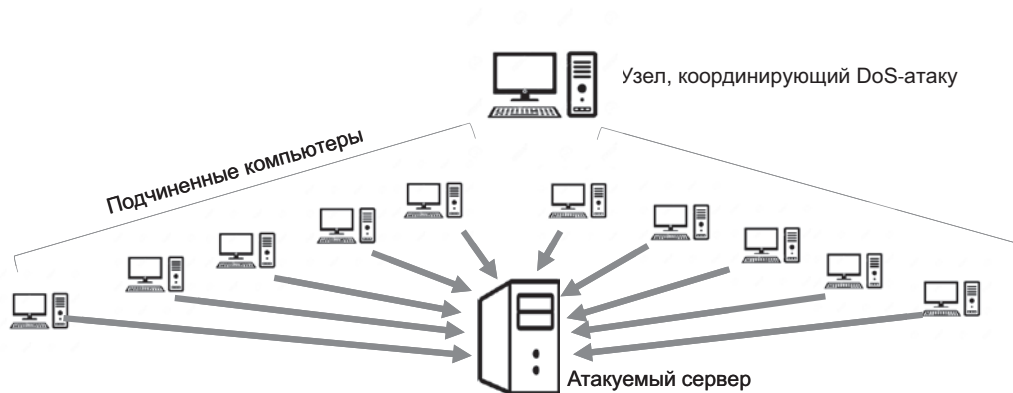 Узел, координирующий DoS-атаку
Подчиненные компьютеры
Атакуемый сервер